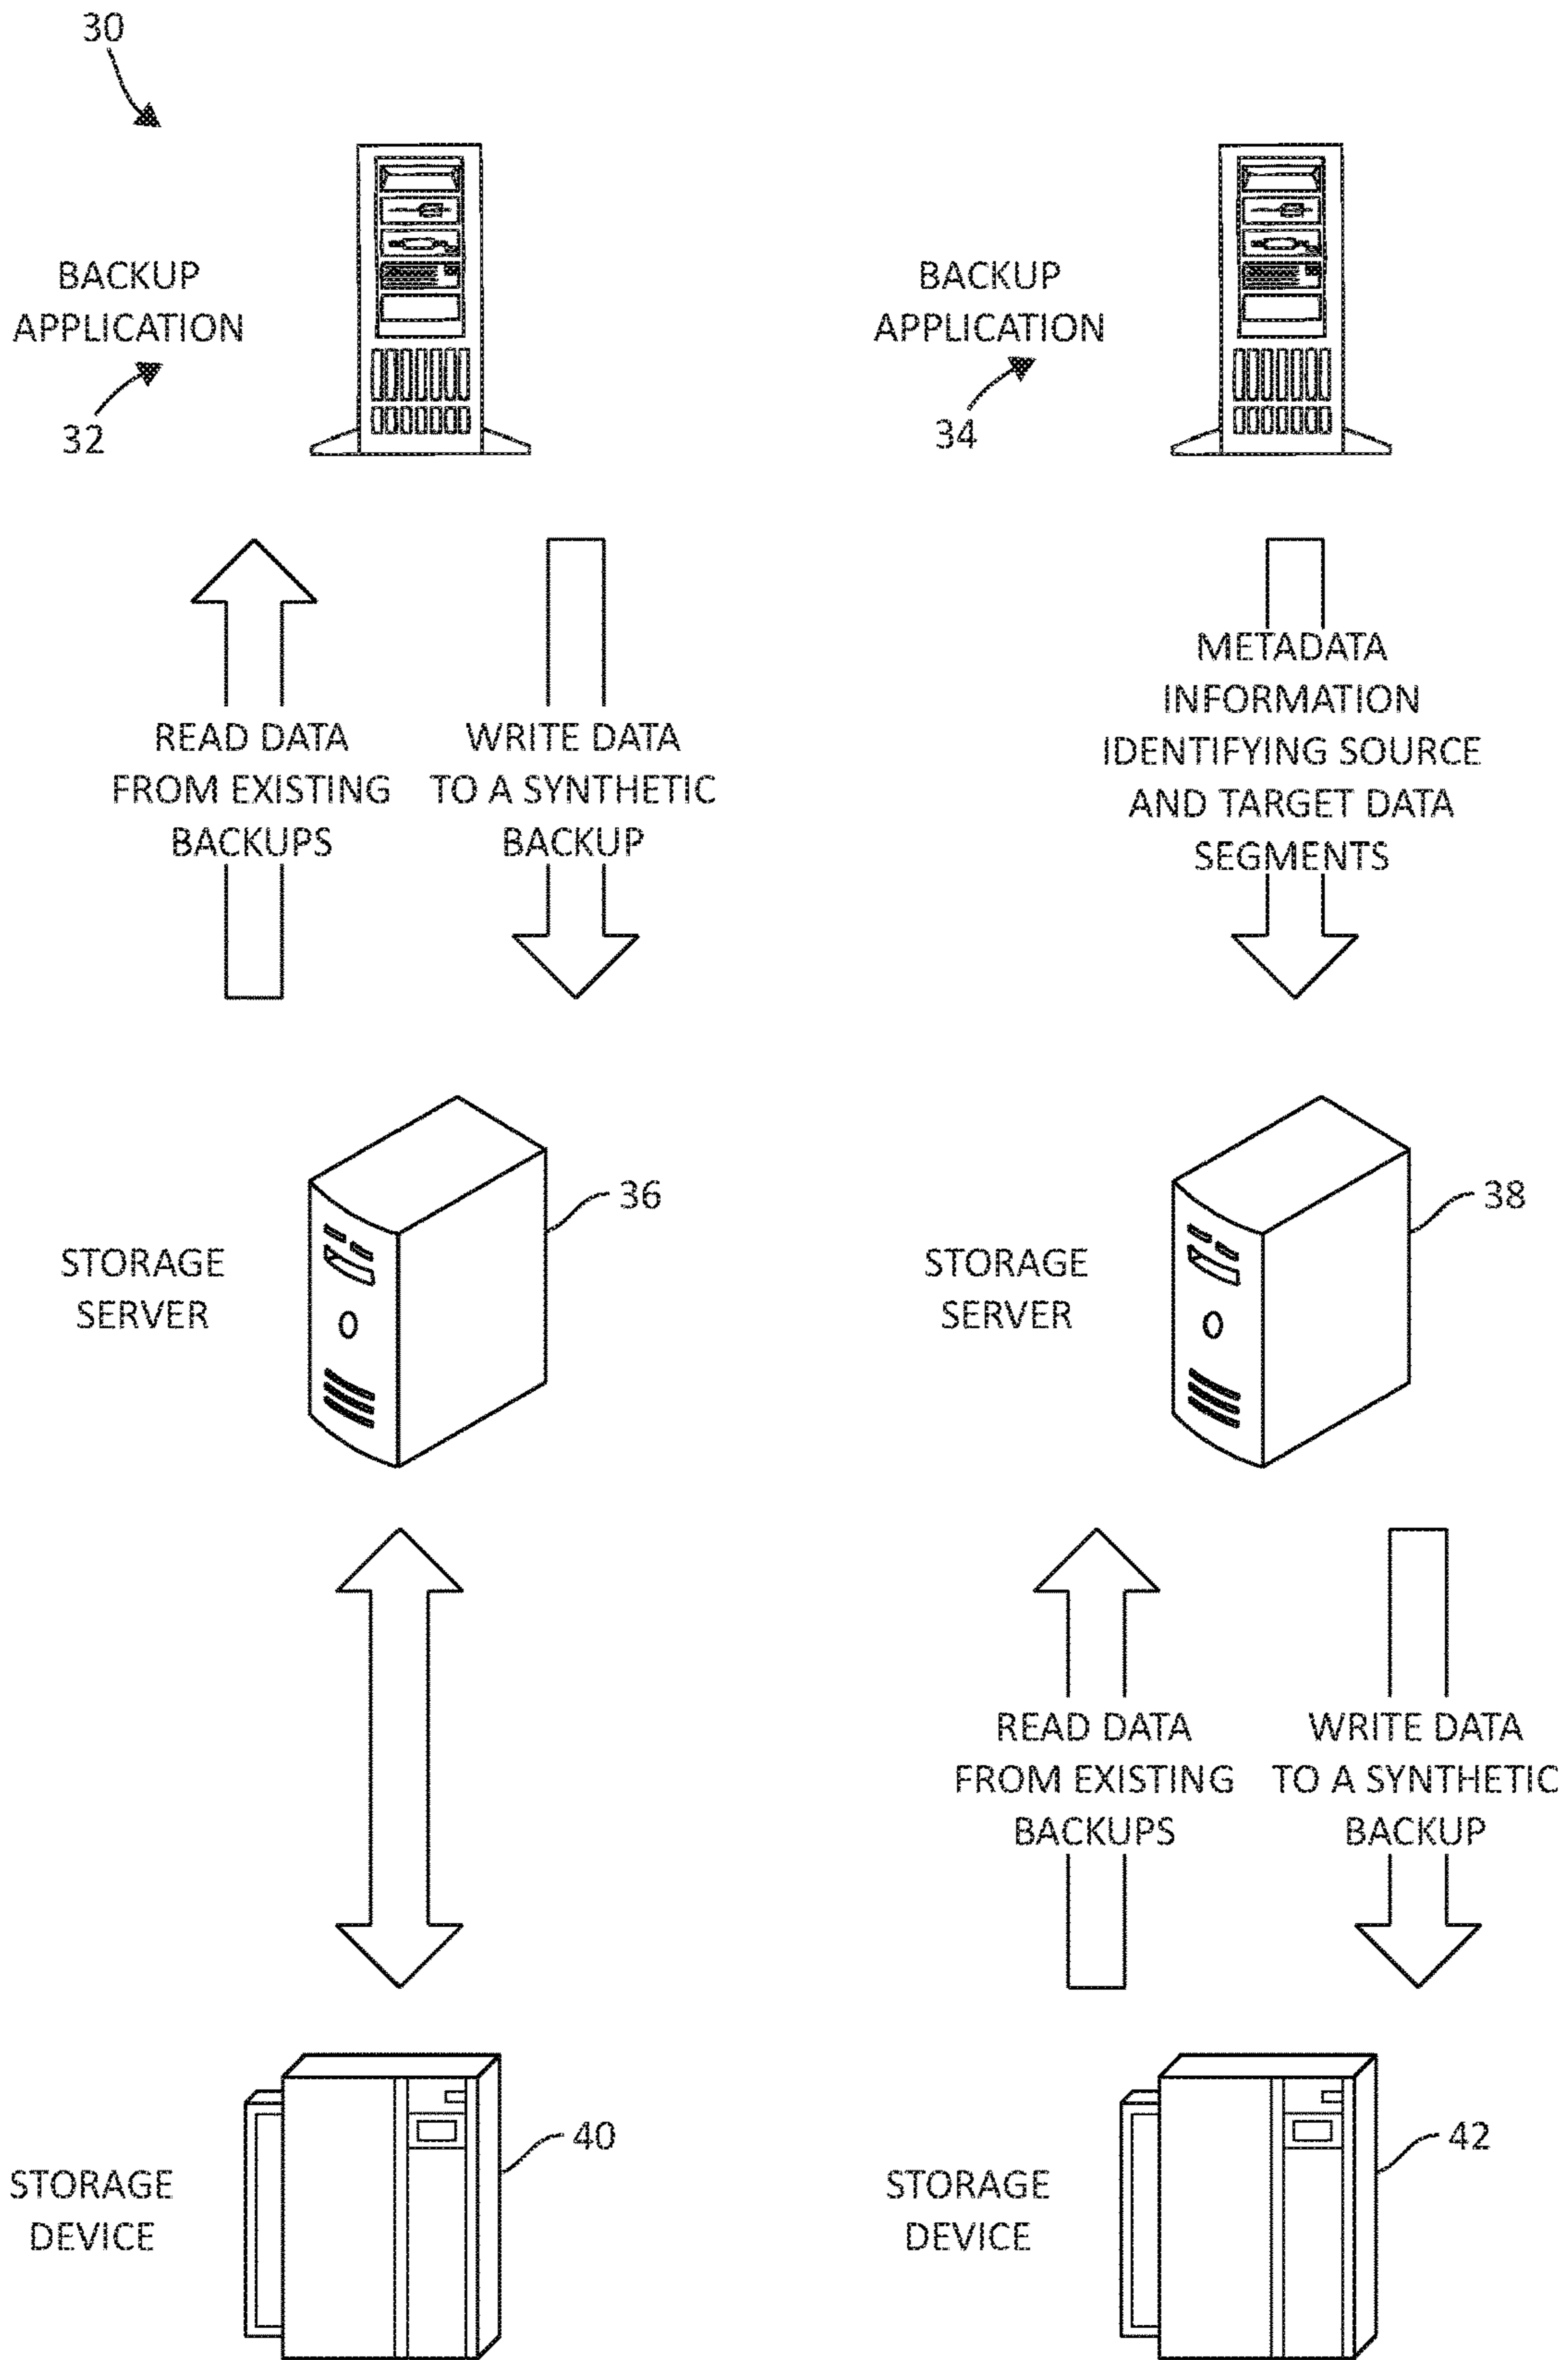 30
BACKUP
APPLICATION
32
BACKUP
APPLICATION
34
READ DATA
FROM EXISTING
BACKUPS
WRITE DATA
TO A SYNTHETIC
BACKUP
METADATA
INFORMATION
IDENTIFYING SOURCE
AND TARGET DATA
SEGMENTS
STORAGE
SERVER
36
STORAGE
SERVER
38
READ DATA
FROM EXISTING
BACKUPS
WRITE DATA
TO A SYNTHETIC
BACKUP
STORAGE
DEVICE
40
STORAGE
DEVICE
42